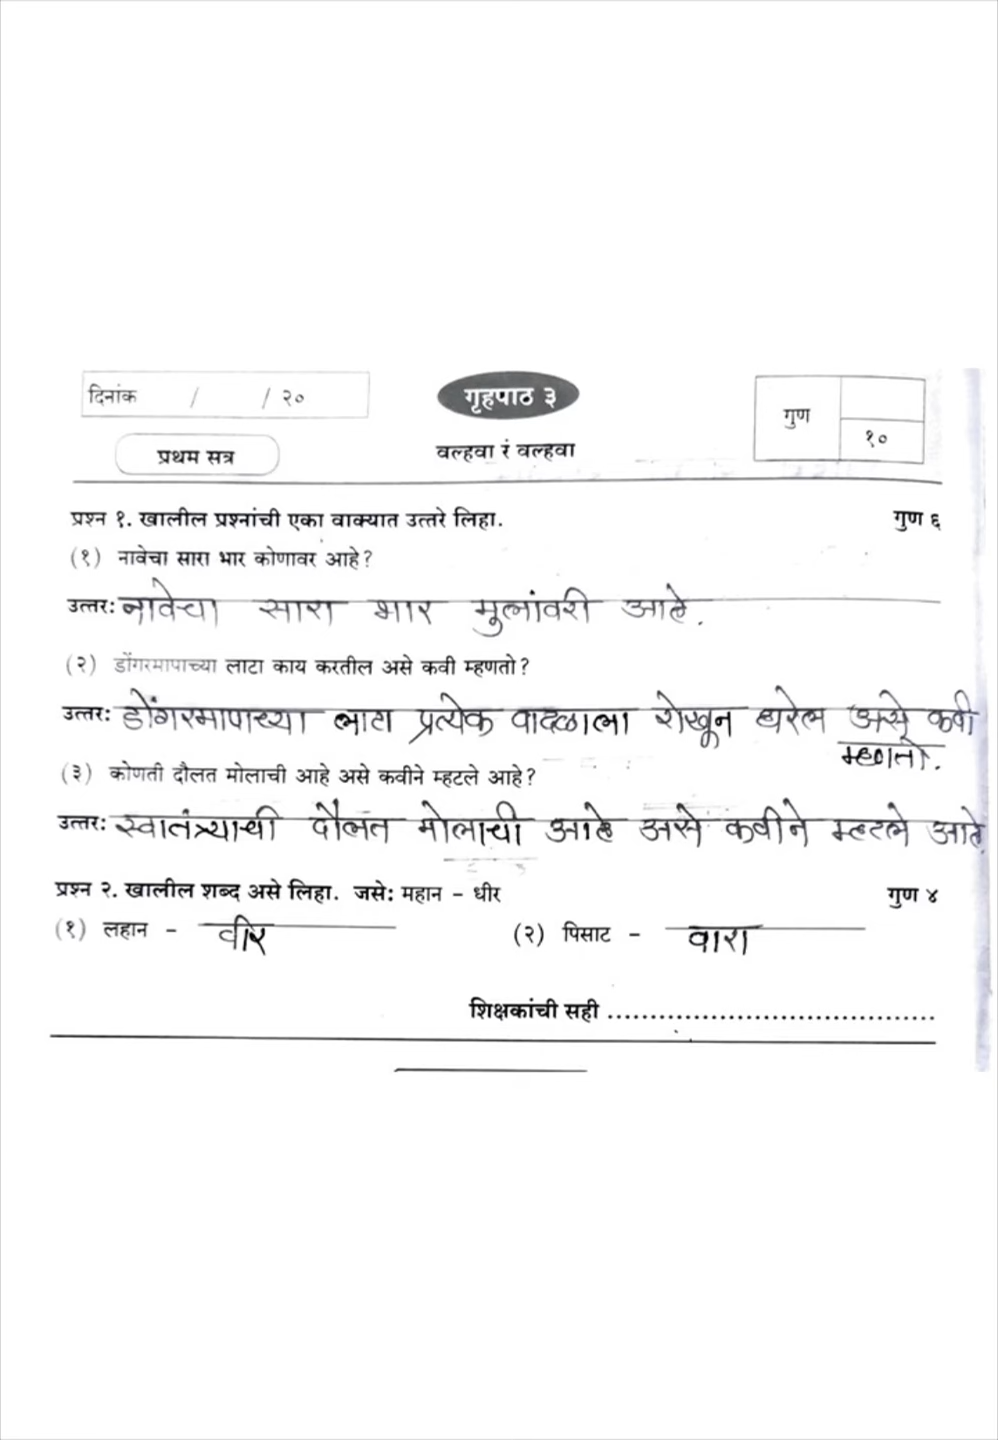 दिनांक / / २०
गृहपाठ ३
गुण
१०
प्रथम सत्र
वल्हवा रं वल्हवा
प्रश्न १. खालील प्रश्नांची एका वाक्यात उत्तरे लिहा. गुण ६
(१) नावेचा सारा भार कोणावर आहे?
उत्तर: नावेचा सारा भार मुलांवरी आहे.
(२) डोंगरमापाच्या लाटा काय करतील असे कवी म्हणतो?
उत्तर: डोंगरमापाच्या लाटा प्रत्येक वादळाला रोखून धरेल असे कवी
म्हणतो.
(३) कोणती दौलत मोलाची आहे असे कवीने म्हटले आहे?
उत्तर: स्वातंत्र्याची दौलत मोलाची आहे असे कवीने म्हटले आहे.
प्रश्न २. खालील शब्द असे लिहा. जसे: महान - धीर गुण ४
(१) लहान - वीर (२) पिसाट - वारा
शिक्षकांची सही ......................................